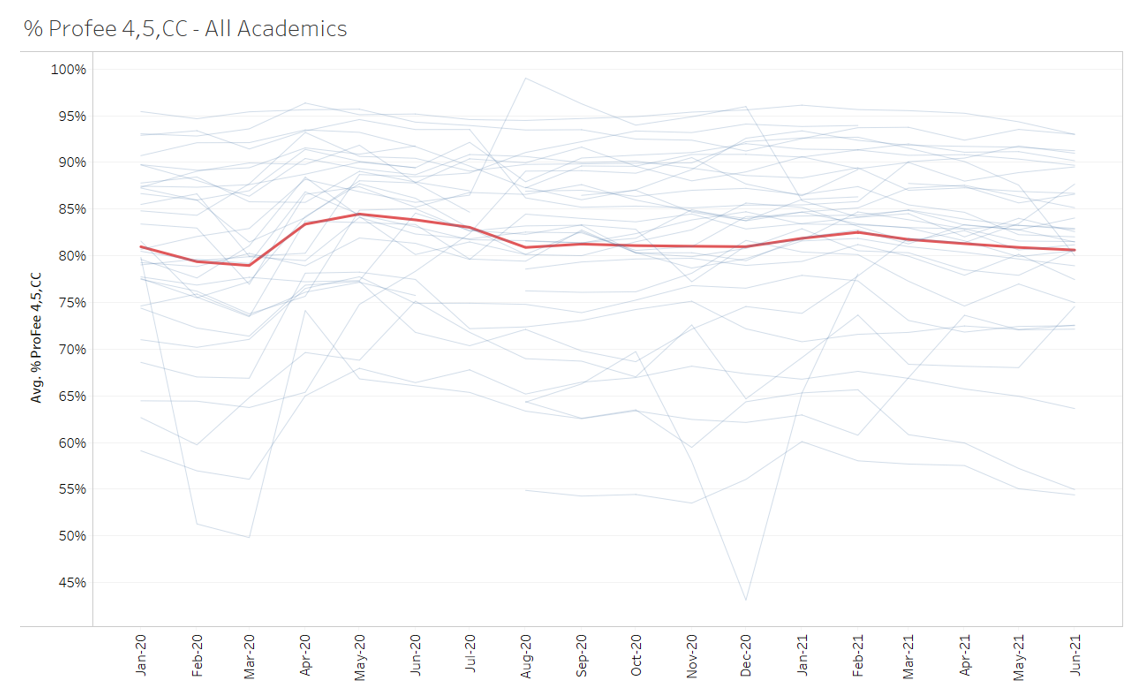 % Profee 4,5,CC - All Academics
100%
95%
90%
85%
80%
75%
70%
65%
60%
55%
50%
45%
Avg. % ProFee 4,5,CC
Jan-20
Feb-20
Mar-20
Apr-20
May-20
Jun-20
Jul-20
Aug-20
Sep-20
Oct-20
Nov-20
Dec-20
Jan-21
Feb-21
Mar-21
Apr-21
May-21
Jun-21